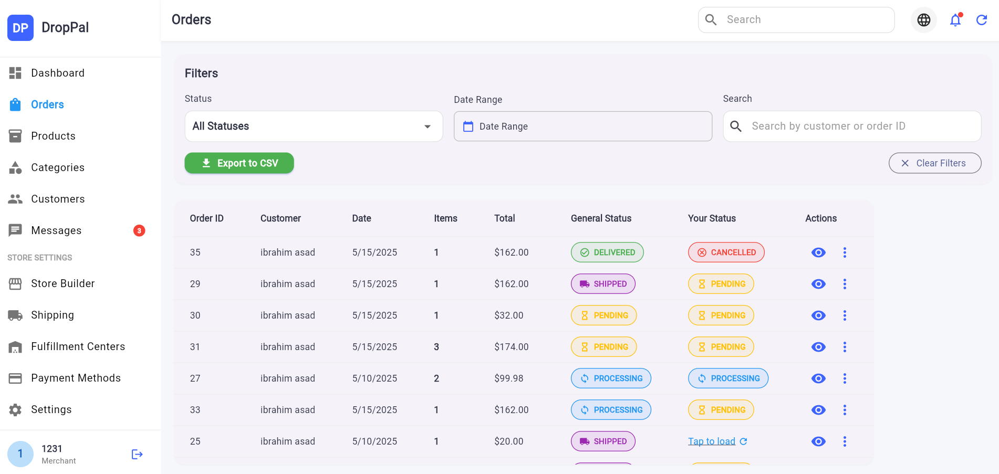 DP DropPal
Orders
Search
Dashboard
Orders
Products
Categories
Customers
Messages 3
STORE SETTINGS
Store Builder
Shipping
Fulfillment Centers
Payment Methods
Settings
1 1231
Merchant
Filters
Status Date Range Search
All Statuses Date Range Search by customer or order ID
Export to CSV Clear Filters
Order ID Customer Date Items Total General Status Your Status Actions
35 ibrahim asad 5/15/2025 1 $162.00 DELIVERED CANCELLED
29 ibrahim asad 5/15/2025 1 $162.00 SHIPPED PENDING
30 ibrahim asad 5/15/2025 1 $32.00 PENDING PENDING
31 ibrahim asad 5/15/2025 3 $174.00 PENDING PENDING
27 ibrahim asad 5/10/2025 2 $99.98 PROCESSING PROCESSING
33 ibrahim asad 5/15/2025 1 $162.00 PROCESSING PENDING
25 ibrahim asad 5/10/2025 1 $20.00 SHIPPED Tap to load